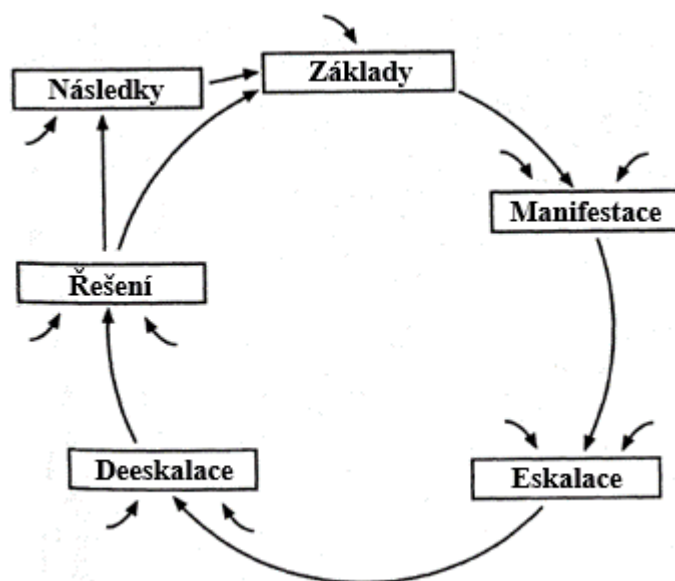 Základy
Následky
Manifestace
Řešení
Deeskalace
Eskalace